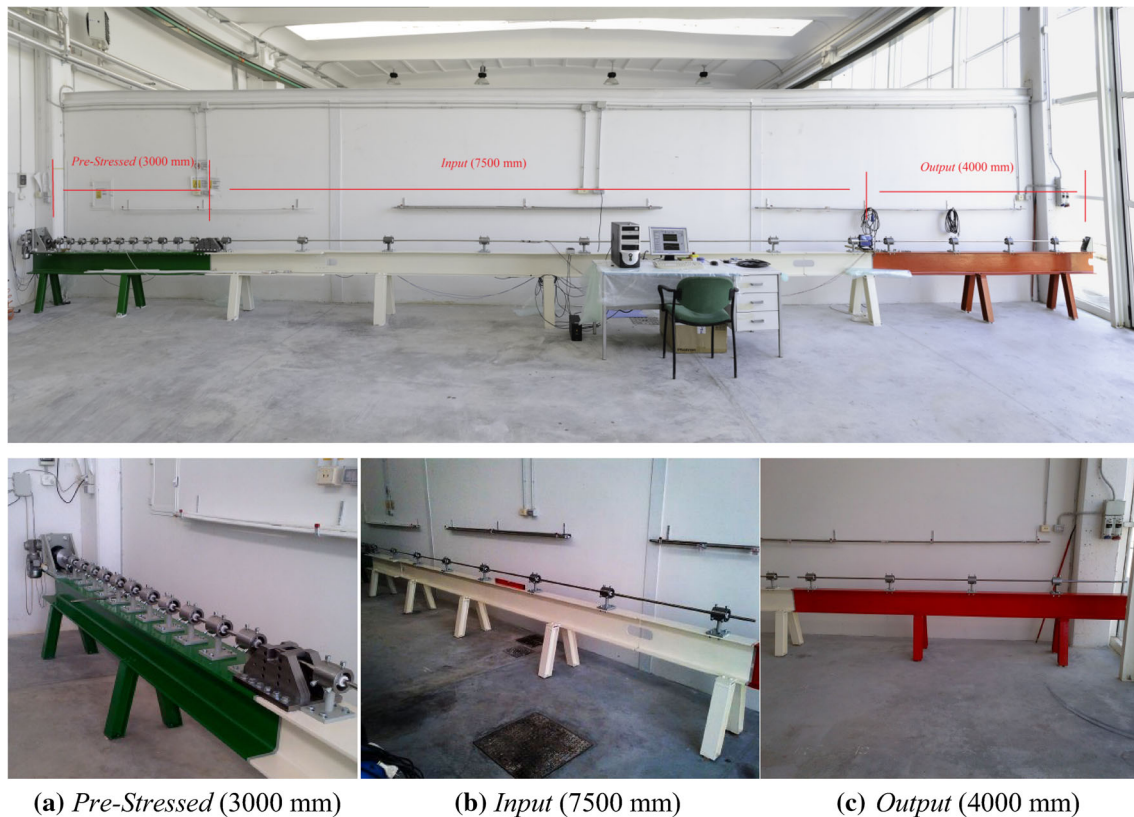 Pre-Stressed (3000 mm)
Input (7500 mm)
Output (4000 mm)
(a) Pre-Stressed (3000 mm)
(b) Input (7500 mm)
(c) Output (4000 mm)